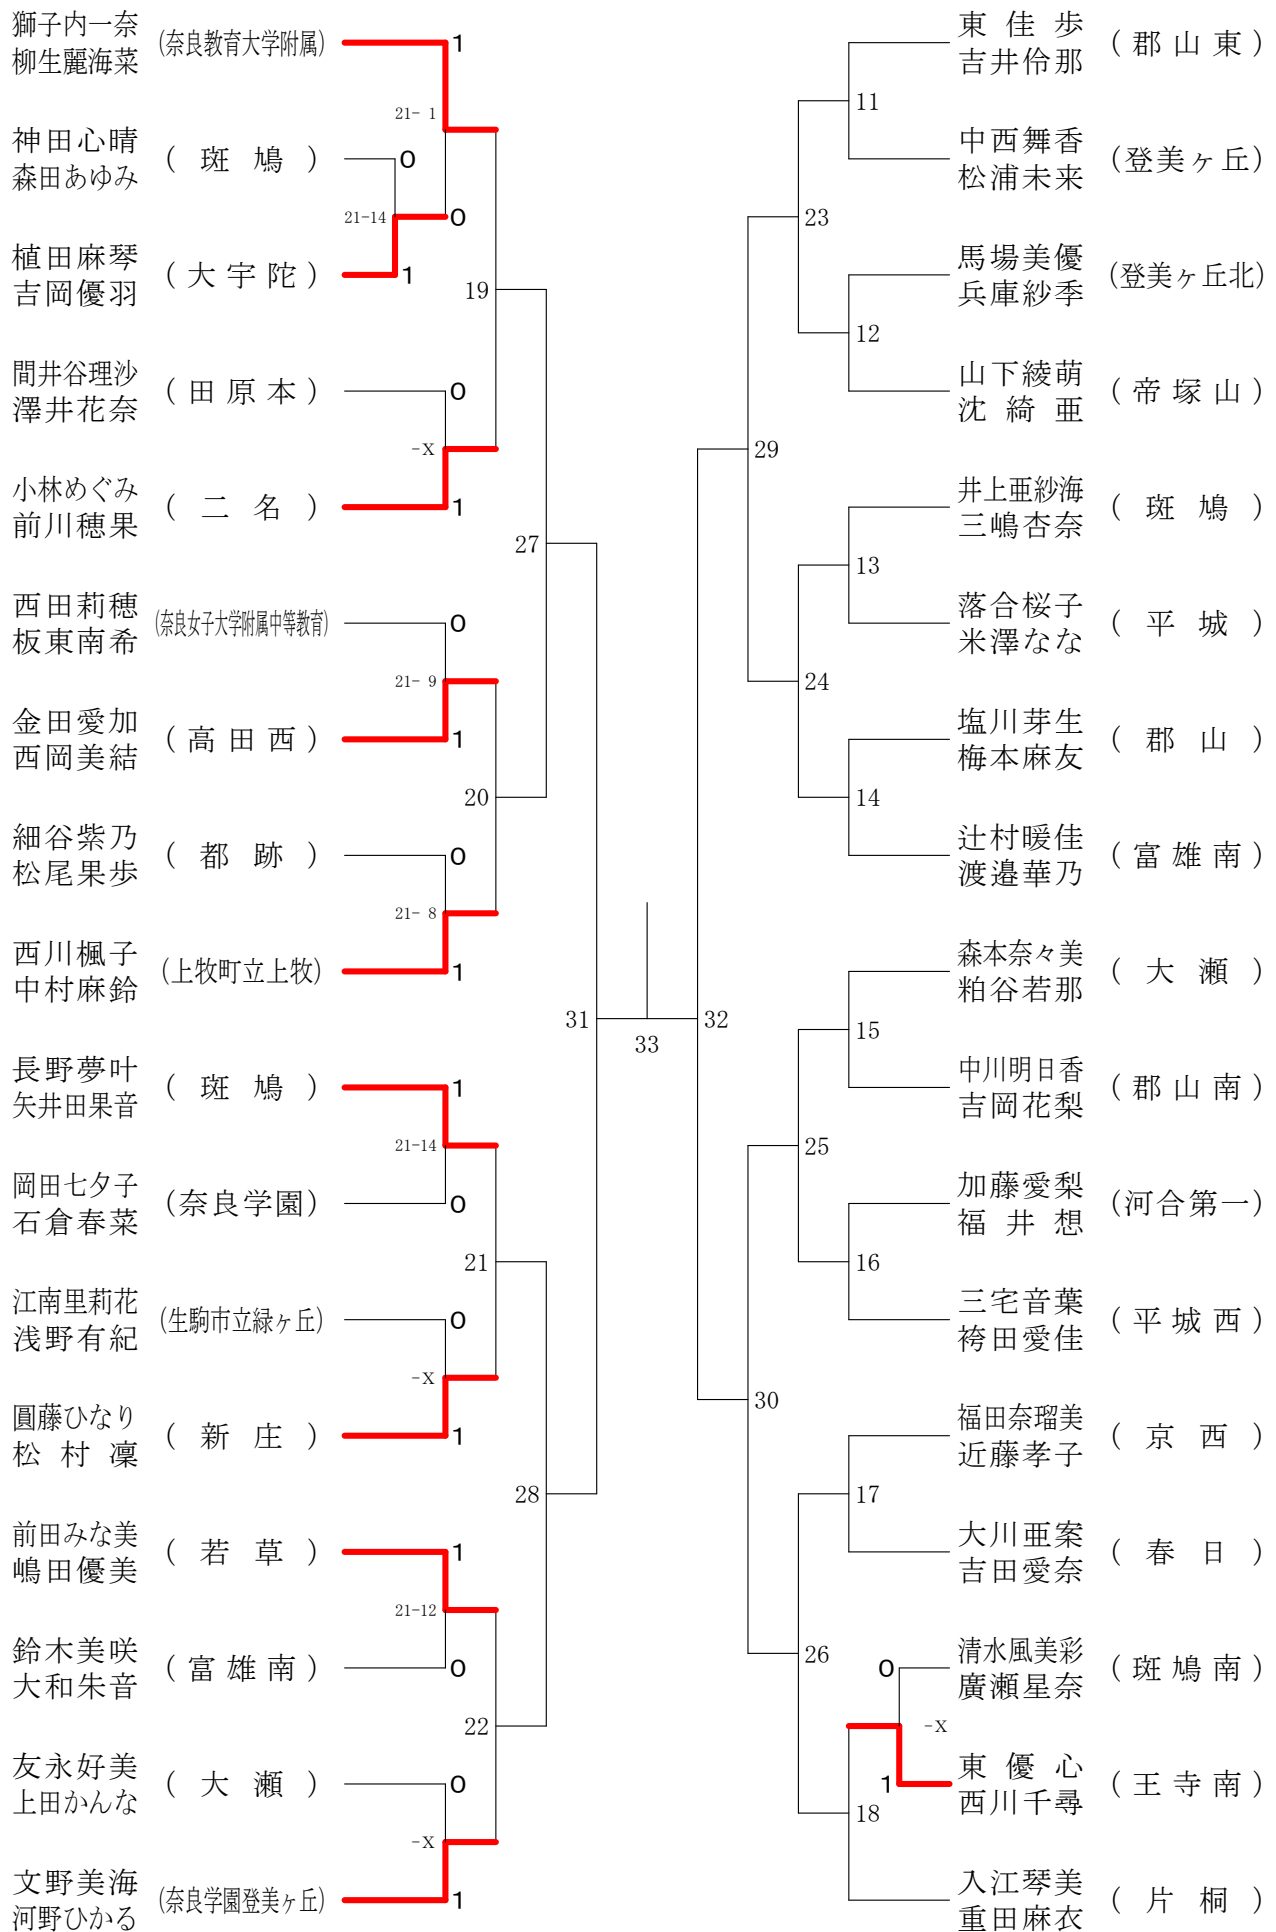 獅子内一奈
柳生麗海菜
(奈良教育大学附属)
1
21- 1
神田心晴
森田あゆみ
(斑鳩)
0
21-14
0
植田麻琴
吉岡優羽
(大宇陀)
1
19
間井谷理沙
澤井花奈
(田原本)
0
-X
小林めぐみ
前川穂果
(二名)
1
27
西田莉穂
板東南希
(奈良女子大学附属中等教育)
0
21- 9
金田愛加
西岡美結
(高田西)
1
20
細谷紫乃
松尾果歩
(都跡)
0
21- 8
西川楓子
中村麻鈴
(上牧町立上牧)
1
31
33
32
長野夢叶
矢井田果音
(斑鳩)
1
21-14
岡田七夕子
石倉春菜
(奈良学園)
0
21
江南里莉花
浅野有紀
(生駒市立緑ヶ丘)
0
-X
圓藤ひなり
松村凜
(新庄)
1
28
前田みな美
嶋田優美
(若草)
1
21-12
鈴木美咲
大和朱音
(富雄南)
0
22
友永好美
上田かんな
(大瀬)
0
-X
文野美海
河野ひかる
(奈良学園登美ヶ丘)
1
東佳歩
吉井伶那
(郡山東)
11
中西舞香
松浦未来
(登美ヶ丘)
23
馬場美優
兵庫紗季
(登美ヶ丘北)
12
山下綾萌
沈綺亜
(帝塚山)
29
井上亜紗海
三嶋杏奈
(斑鳩)
13
落合桜子
米澤なな
(平城)
24
塩川芽生
梅本麻友
(郡山)
14
辻村暖佳
渡邉華乃
(富雄南)
森本奈々美
粕谷若那
(大瀬)
15
中川明日香
吉岡花梨
(郡山南)
25
加藤愛梨
福井想
(河合第一)
16
三宅音葉
袴田愛佳
(平城西)
30
福田奈瑠美
近藤孝子
(京西)
17
大川亜案
吉田愛奈
(春日)
26
清水風美彩
廣瀬星奈
(斑鳩南)
0
-X
東優心
西川千尋
(王寺南)
1
18
入江琴美
重田麻衣
(片桐)